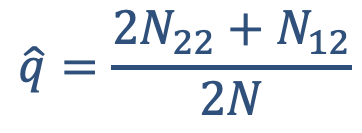 q̂ = (2N₂₂ + N₁₂) / 2N